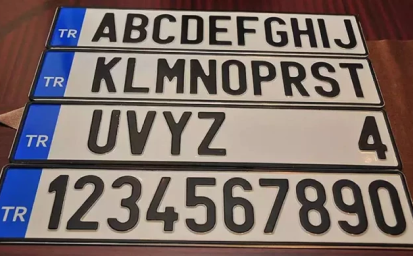 TR ABCDEFGHIJ
TR KLMNOPRST
TR UVYZ 4
TR 1234567890